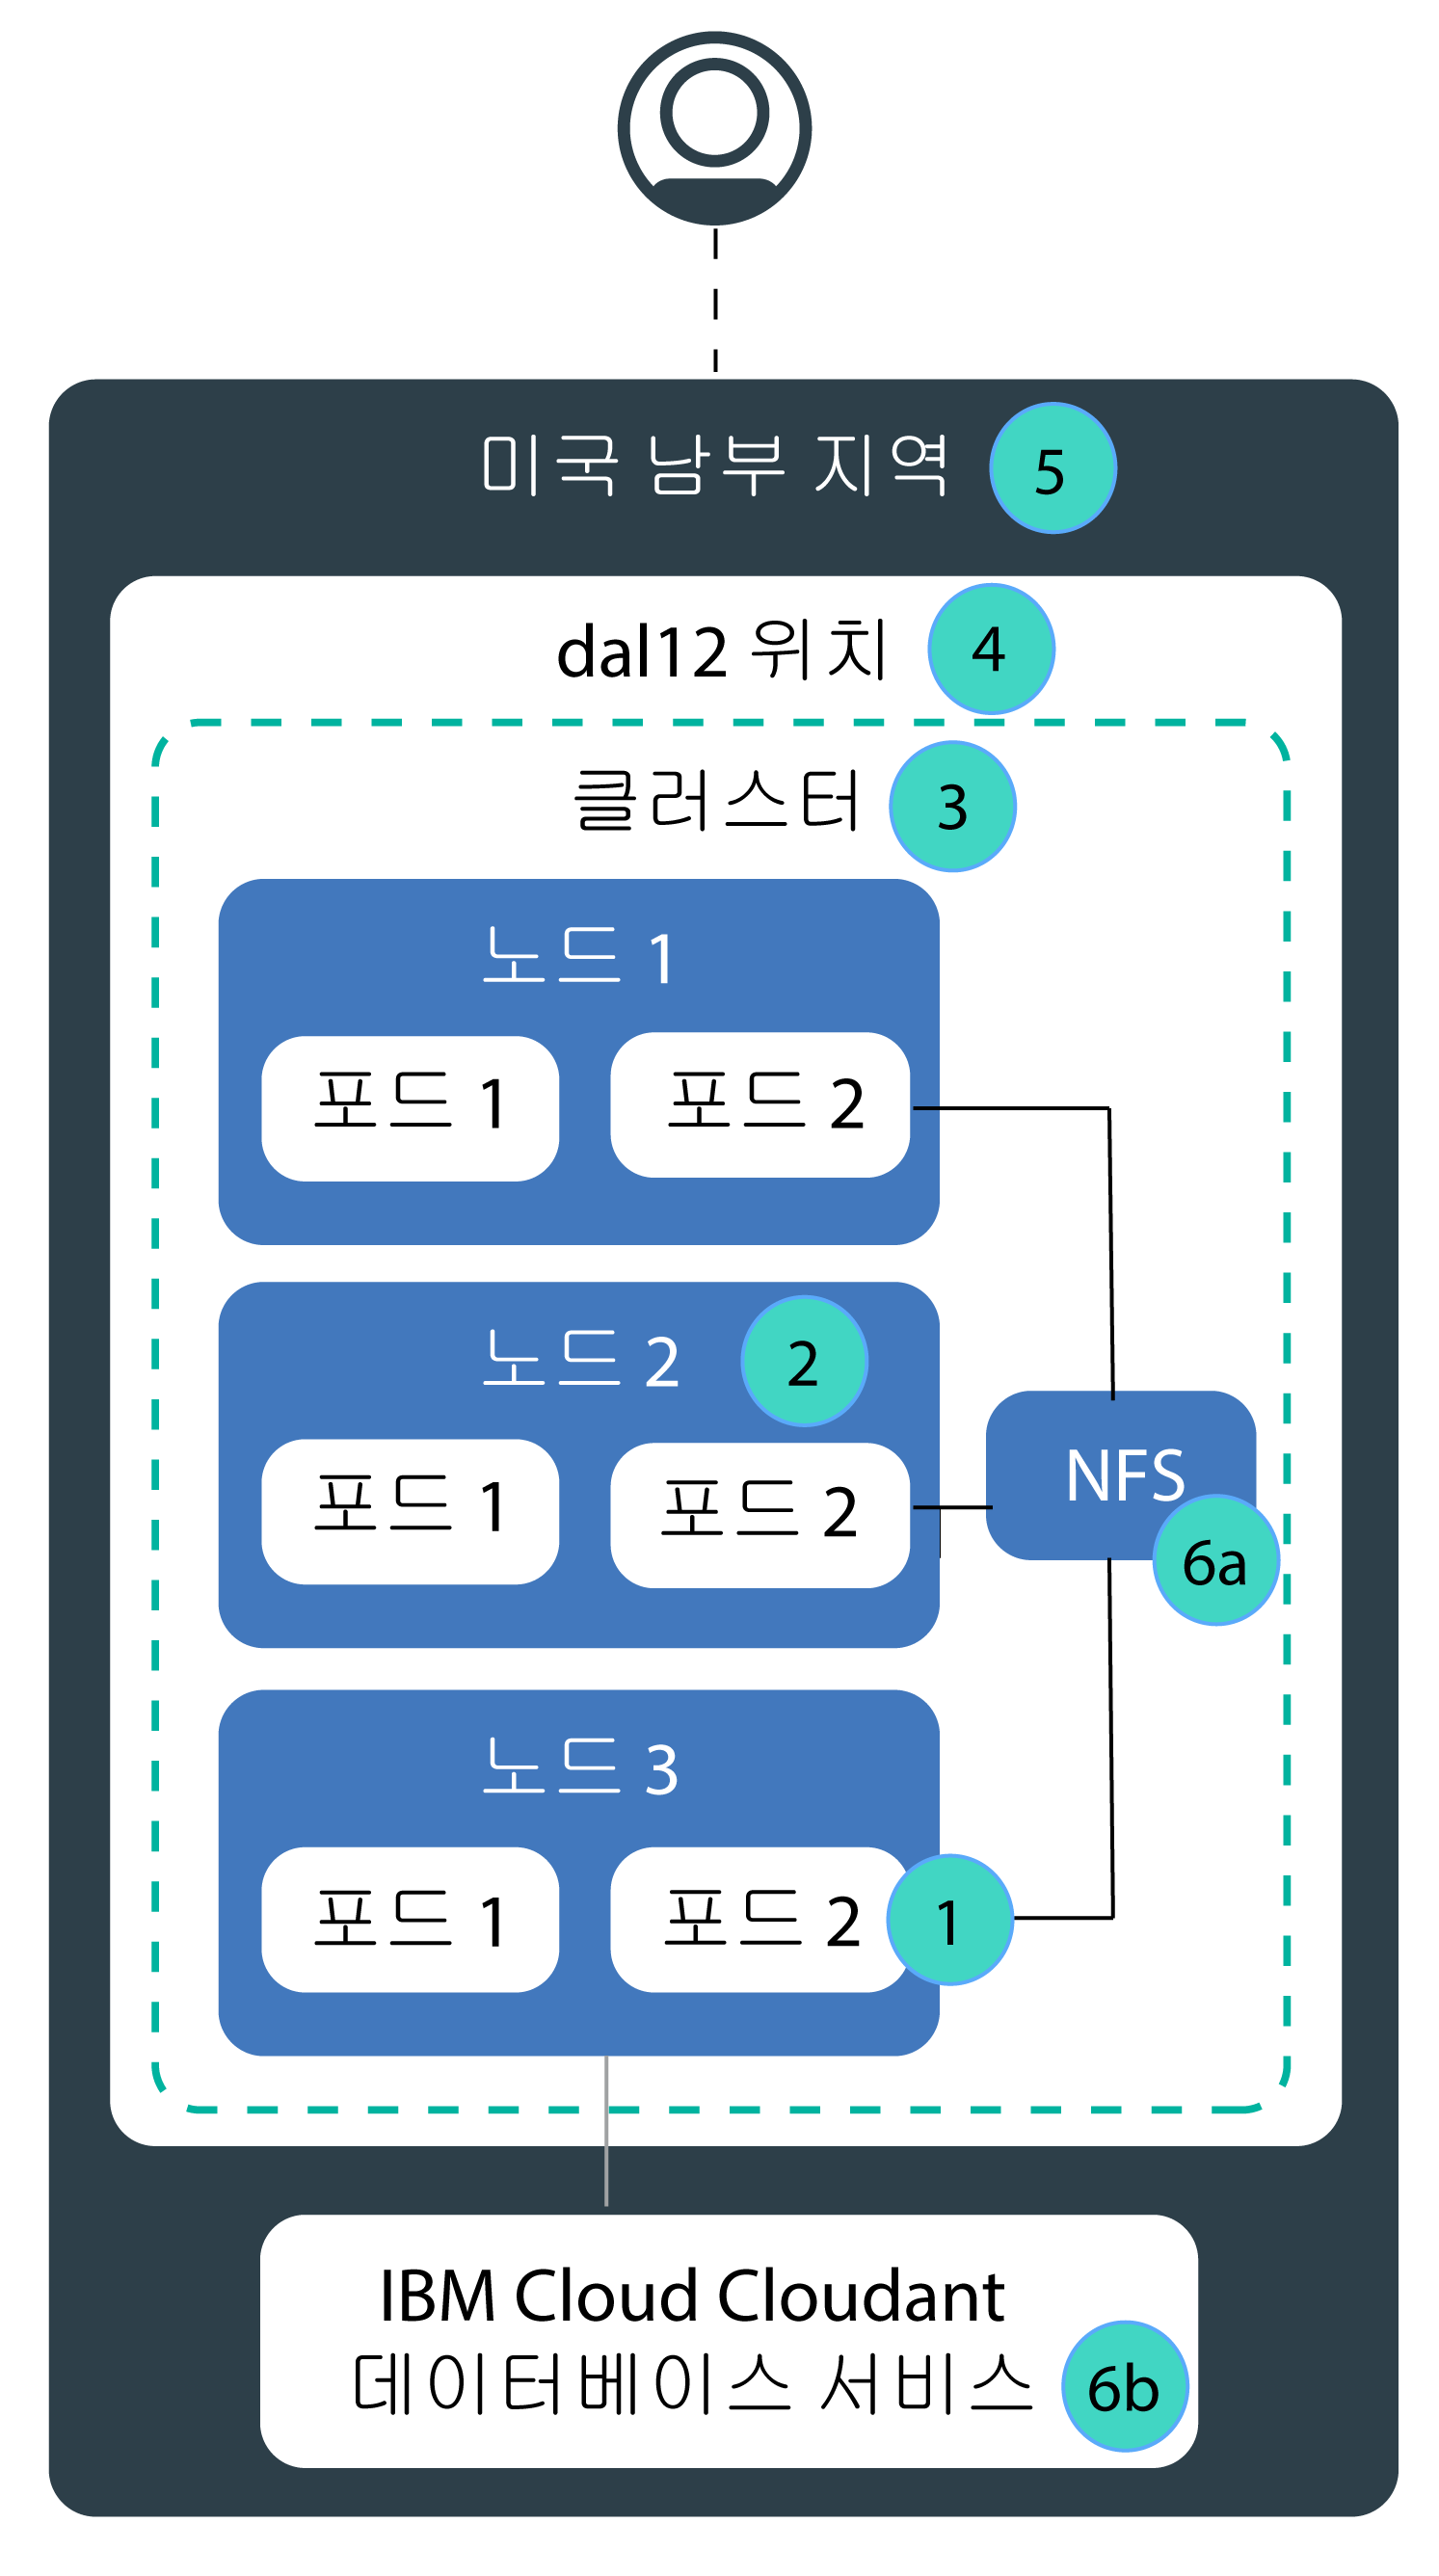 미국 남부 지역 5
dal12 위치 4
클러스터 3
노드 1
포드 1 포드 2
노드 2 2
포드 1 포드 2
NFS
6a
노드 3
포드 1 포드 2 1
IBM Cloud Cloudant
데이터베이스 서비스 6b